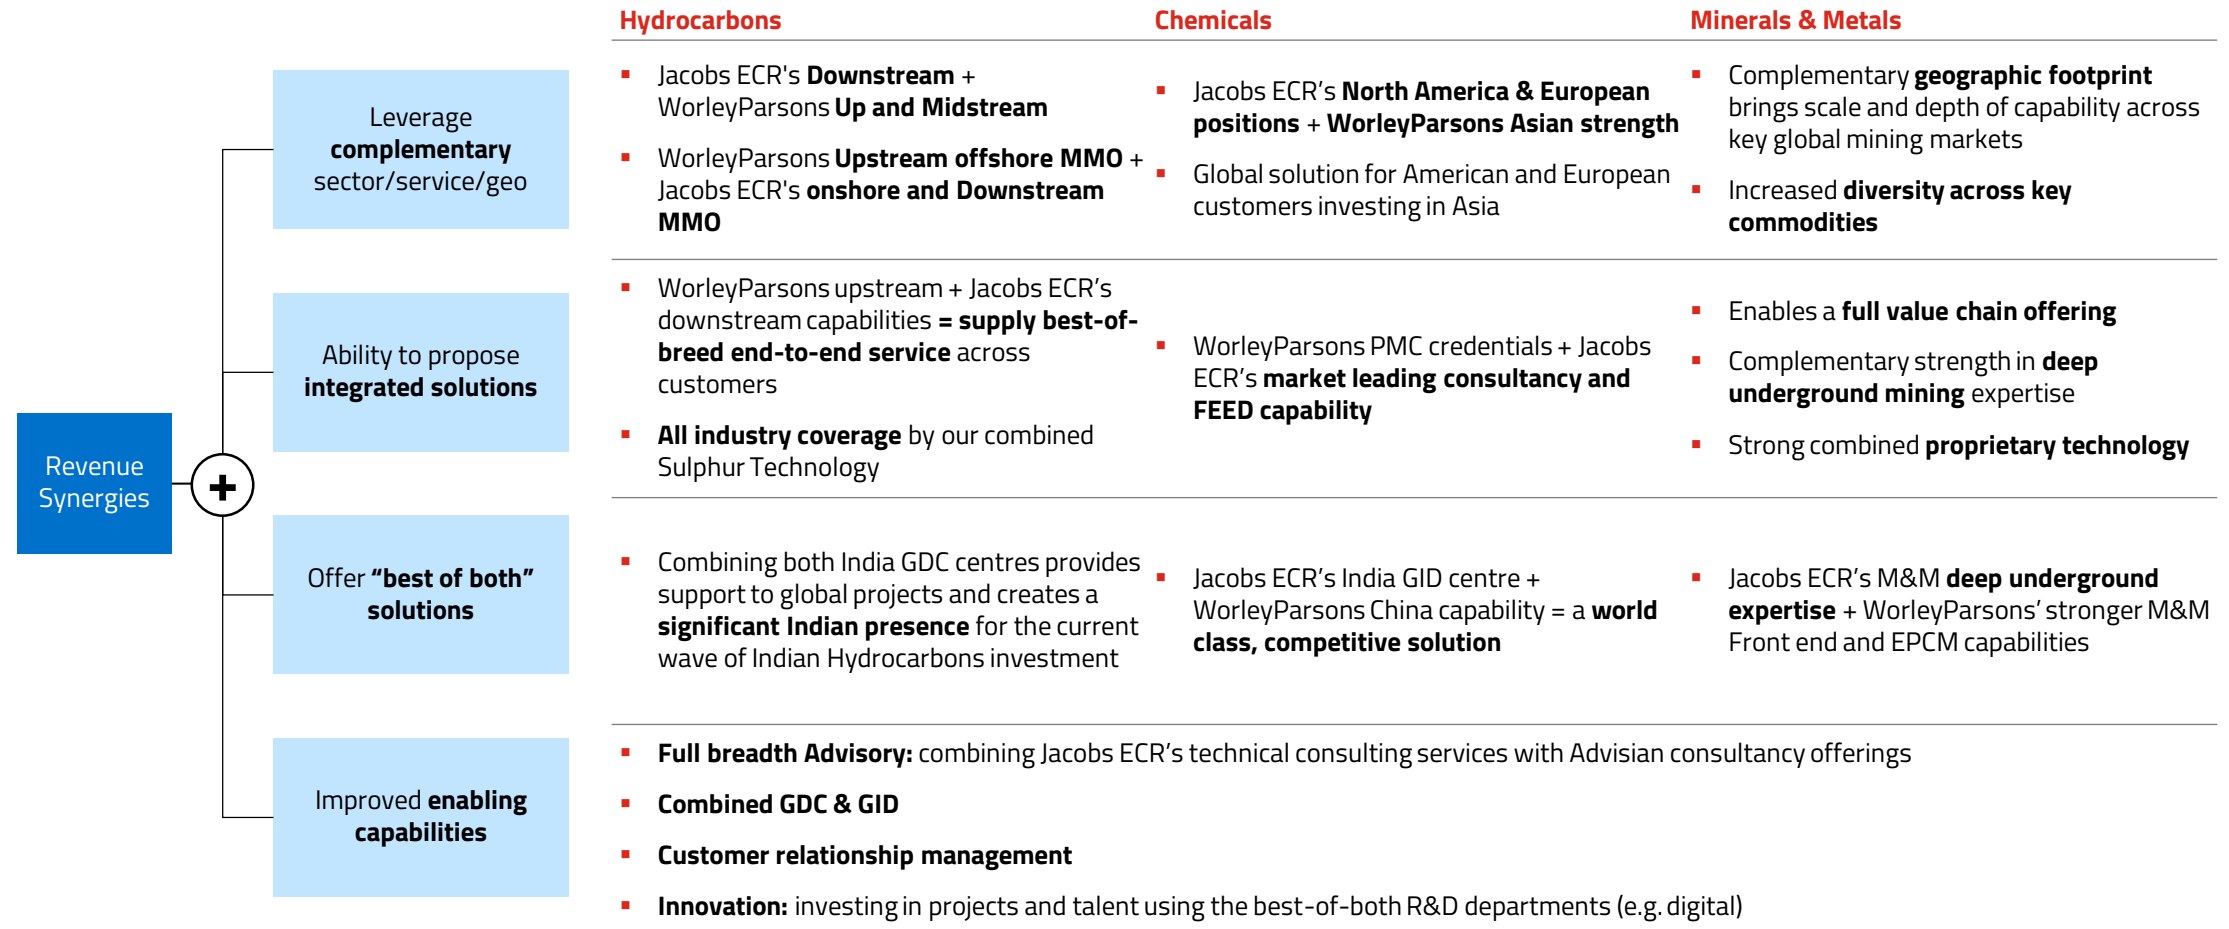 Hydrocarbons
Chemicals
Minerals & Metals
Revenue
Synergies
+
Leverage
complementary
sector/service/geo
▪ Jacobs ECR's Downstream +
WorleyParsons Up and Midstream
▪ WorleyParsons Upstream offshore MMO +
Jacobs ECR's onshore and Downstream
MMO
▪ Jacobs ECR’s North America & European
positions + WorleyParsons Asian strength
▪ Global solution for American and European
customers investing in Asia
▪ Complementary geographic footprint
brings scale and depth of capability across
key global mining markets
▪ Increased diversity across key
commodities
Ability to propose
integrated solutions
▪ WorleyParsons upstream + Jacobs ECR’s
downstream capabilities = supply best-of-
breed end-to-end service across
customers
▪ All industry coverage by our combined
Sulphur Technology
▪ WorleyParsons PMC credentials + Jacobs
ECR’s market leading consultancy and
FEED capability
▪ Enables a full value chain offering
▪ Complementary strength in deep
underground mining expertise
▪ Strong combined proprietary technology
Offer “best of both”
solutions
▪ Combining both India GDC centres provides
support to global projects and creates a
significant Indian presence for the current
wave of Indian Hydrocarbons investment
▪ Jacobs ECR’s India GID centre +
WorleyParsons China capability = a world
class, competitive solution
▪ Jacobs ECR’s M&M deep underground
expertise + WorleyParsons’ stronger M&M
Front end and EPCM capabilities
Improved enabling
capabilities
▪ Full breadth Advisory: combining Jacobs ECR’s technical consulting services with Advisian consultancy offerings
▪ Combined GDC & GID
▪ Customer relationship management
▪ Innovation: investing in projects and talent using the best-of-both R&D departments (e.g. digital)